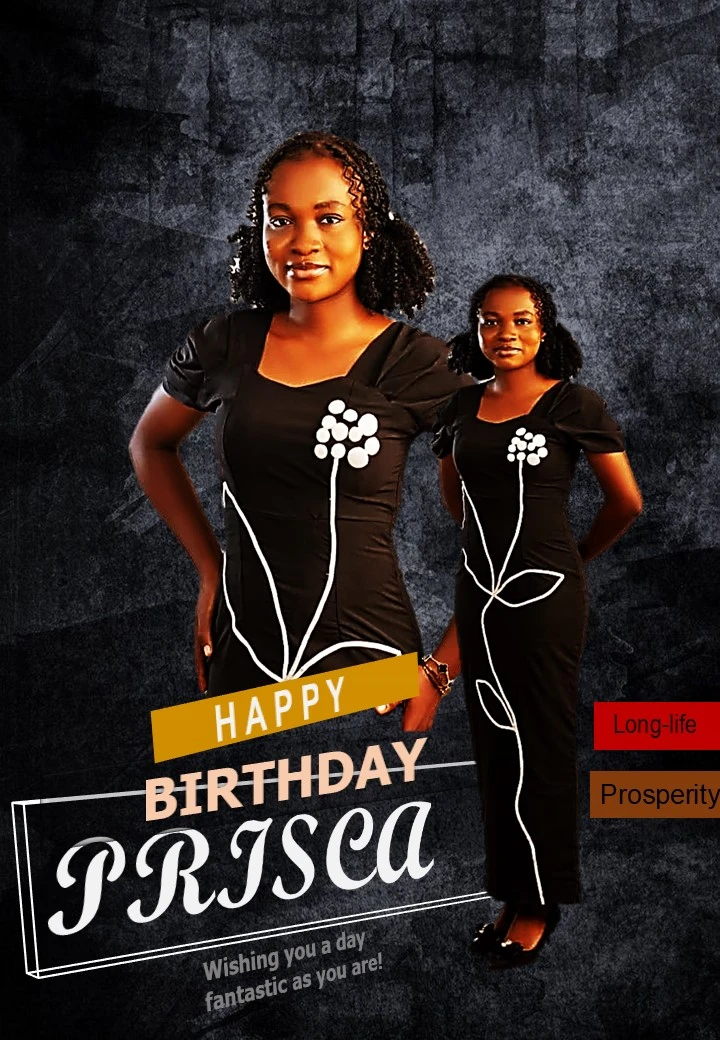 HAPPY
BIRTHDAY
PRISCA
Wishing you a day
fantastic as you are!
Long-life
Prosperity